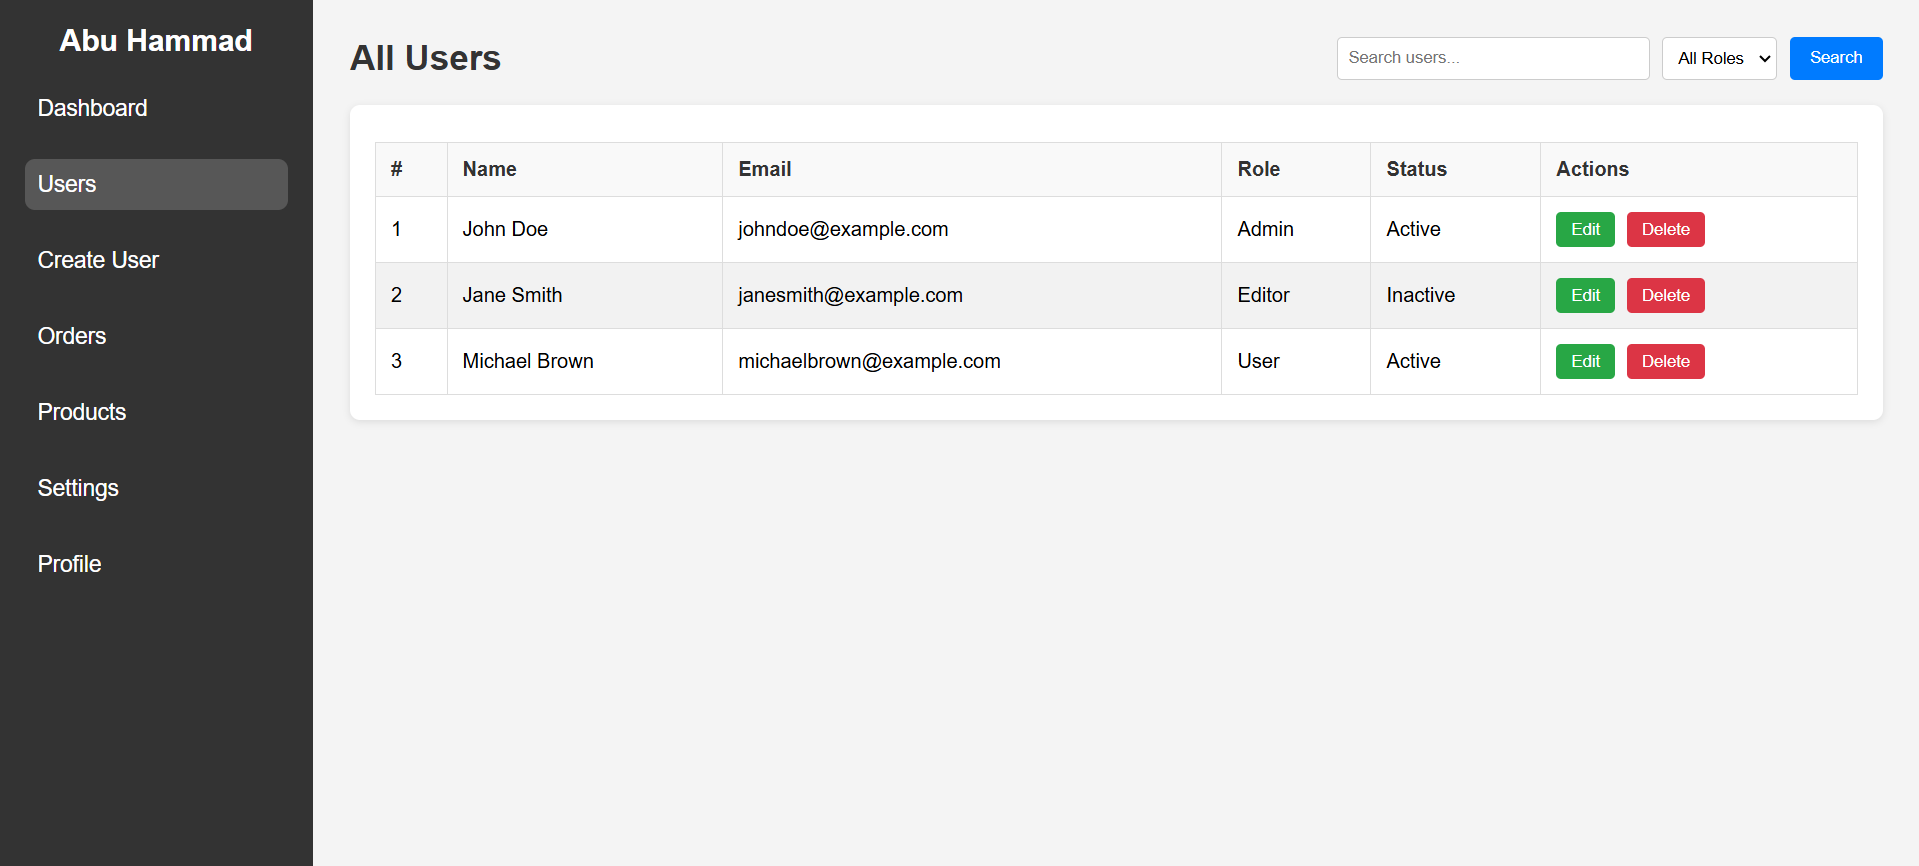 Abu Hammad
Dashboard
Users
Create User
Orders
Products
Settings
Profile
All Users
Search users...
All Roles
Search
# Name Email Role Status Actions
1 John Doe johndoe@example.com Admin Active Edit Delete
2 Jane Smith janesmith@example.com Editor Inactive Edit Delete
3 Michael Brown michaelbrown@example.com User Active Edit Delete